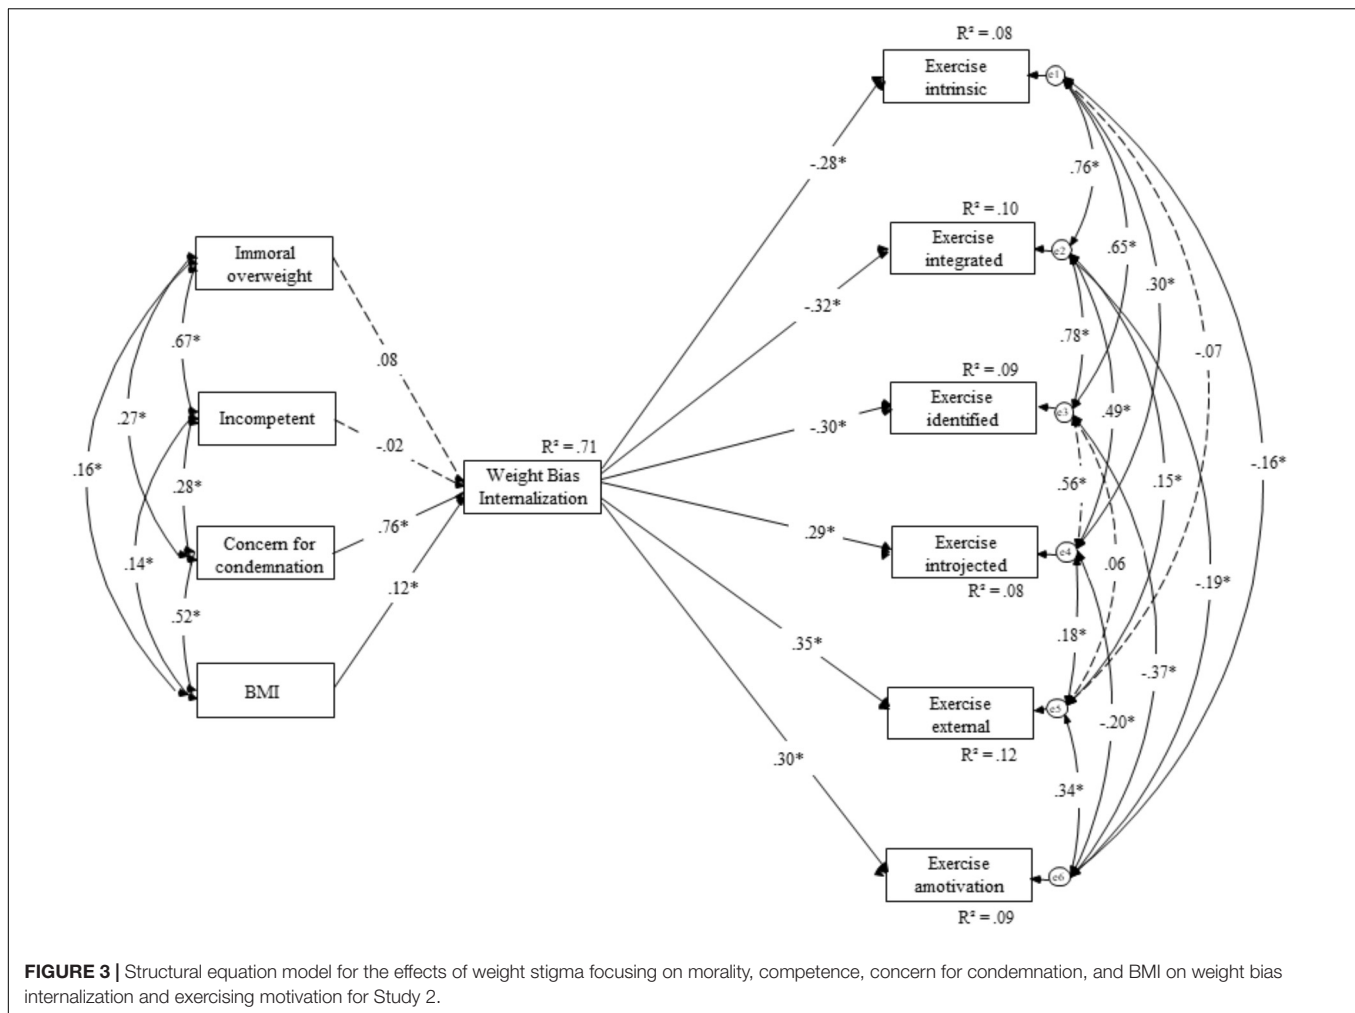 R² = .08
Exercise
intrinsic
e1
-.28*
.76*
R² = .10
Exercise
integrated
e2
Immoral
overweight
.65*
.30*
-.32*
.67*
.78*
-.07
.08
R² = .09
Exercise
identified
e3
.27*
Incompetent
.49*
-.30*
-.02
R² = .71
.16*
Weight Bias
Internalization
-.16*
.28*
.56*
.15*
.76*
.29*
Concern for
condemnation
Exercise
introjected
e4
.14*
.06
.12*
R² = .08
-.19*
.52*
.18*
.35*
-.37*
BMI
Exercise
external
e5
-.20*
R² = .12
.30*
.34*
Exercise
amotivation
e6
R² = .09
FIGURE 3 | Structural equation model for the effects of weight stigma focusing on morality, competence, concern for condemnation, and BMI on weight bias
internalization and exercising motivation for Study 2.